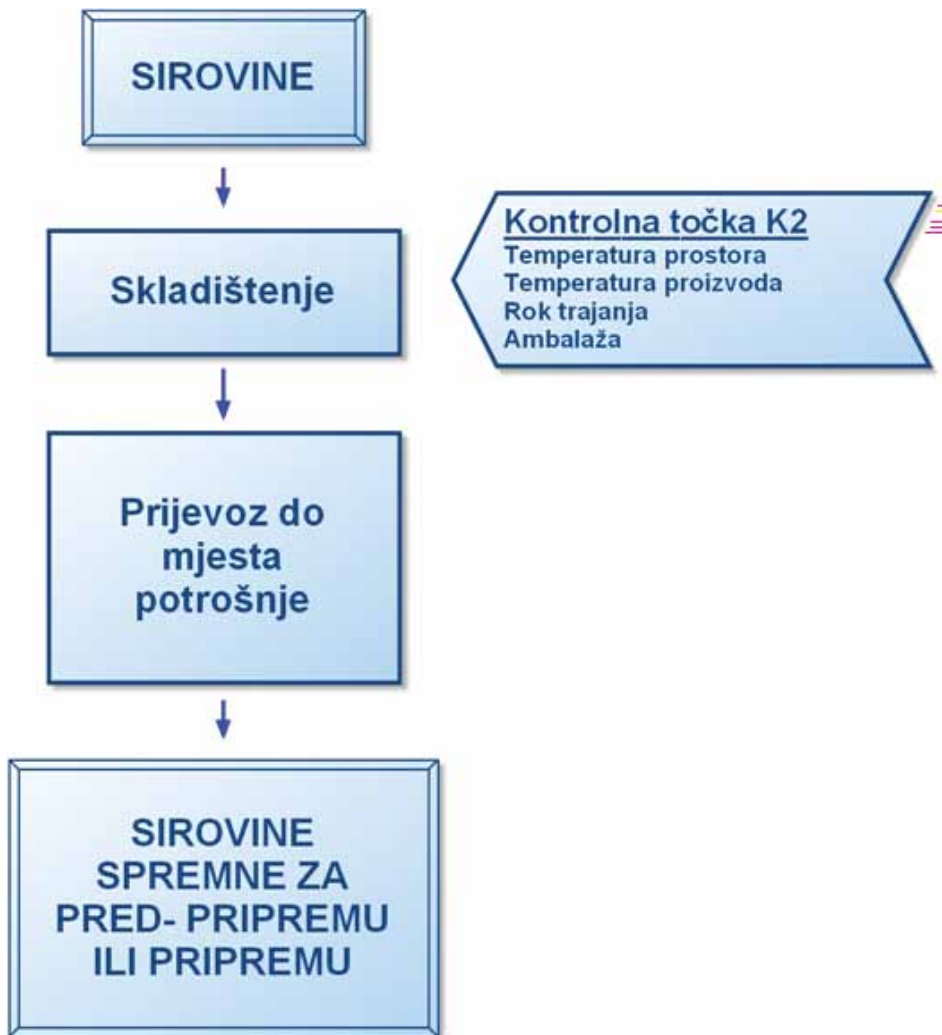 SIROVINE
Skladištenje
Kontrolna točka K2
Temperatura prostora
Temperatura proizvoda
Rok trajanja
Ambalaža
Prijevoz do
mjesta
potrošnje
SIROVINE
SPREMNE ZA
PRED- PRIPREMU
ILI PRIPREMU